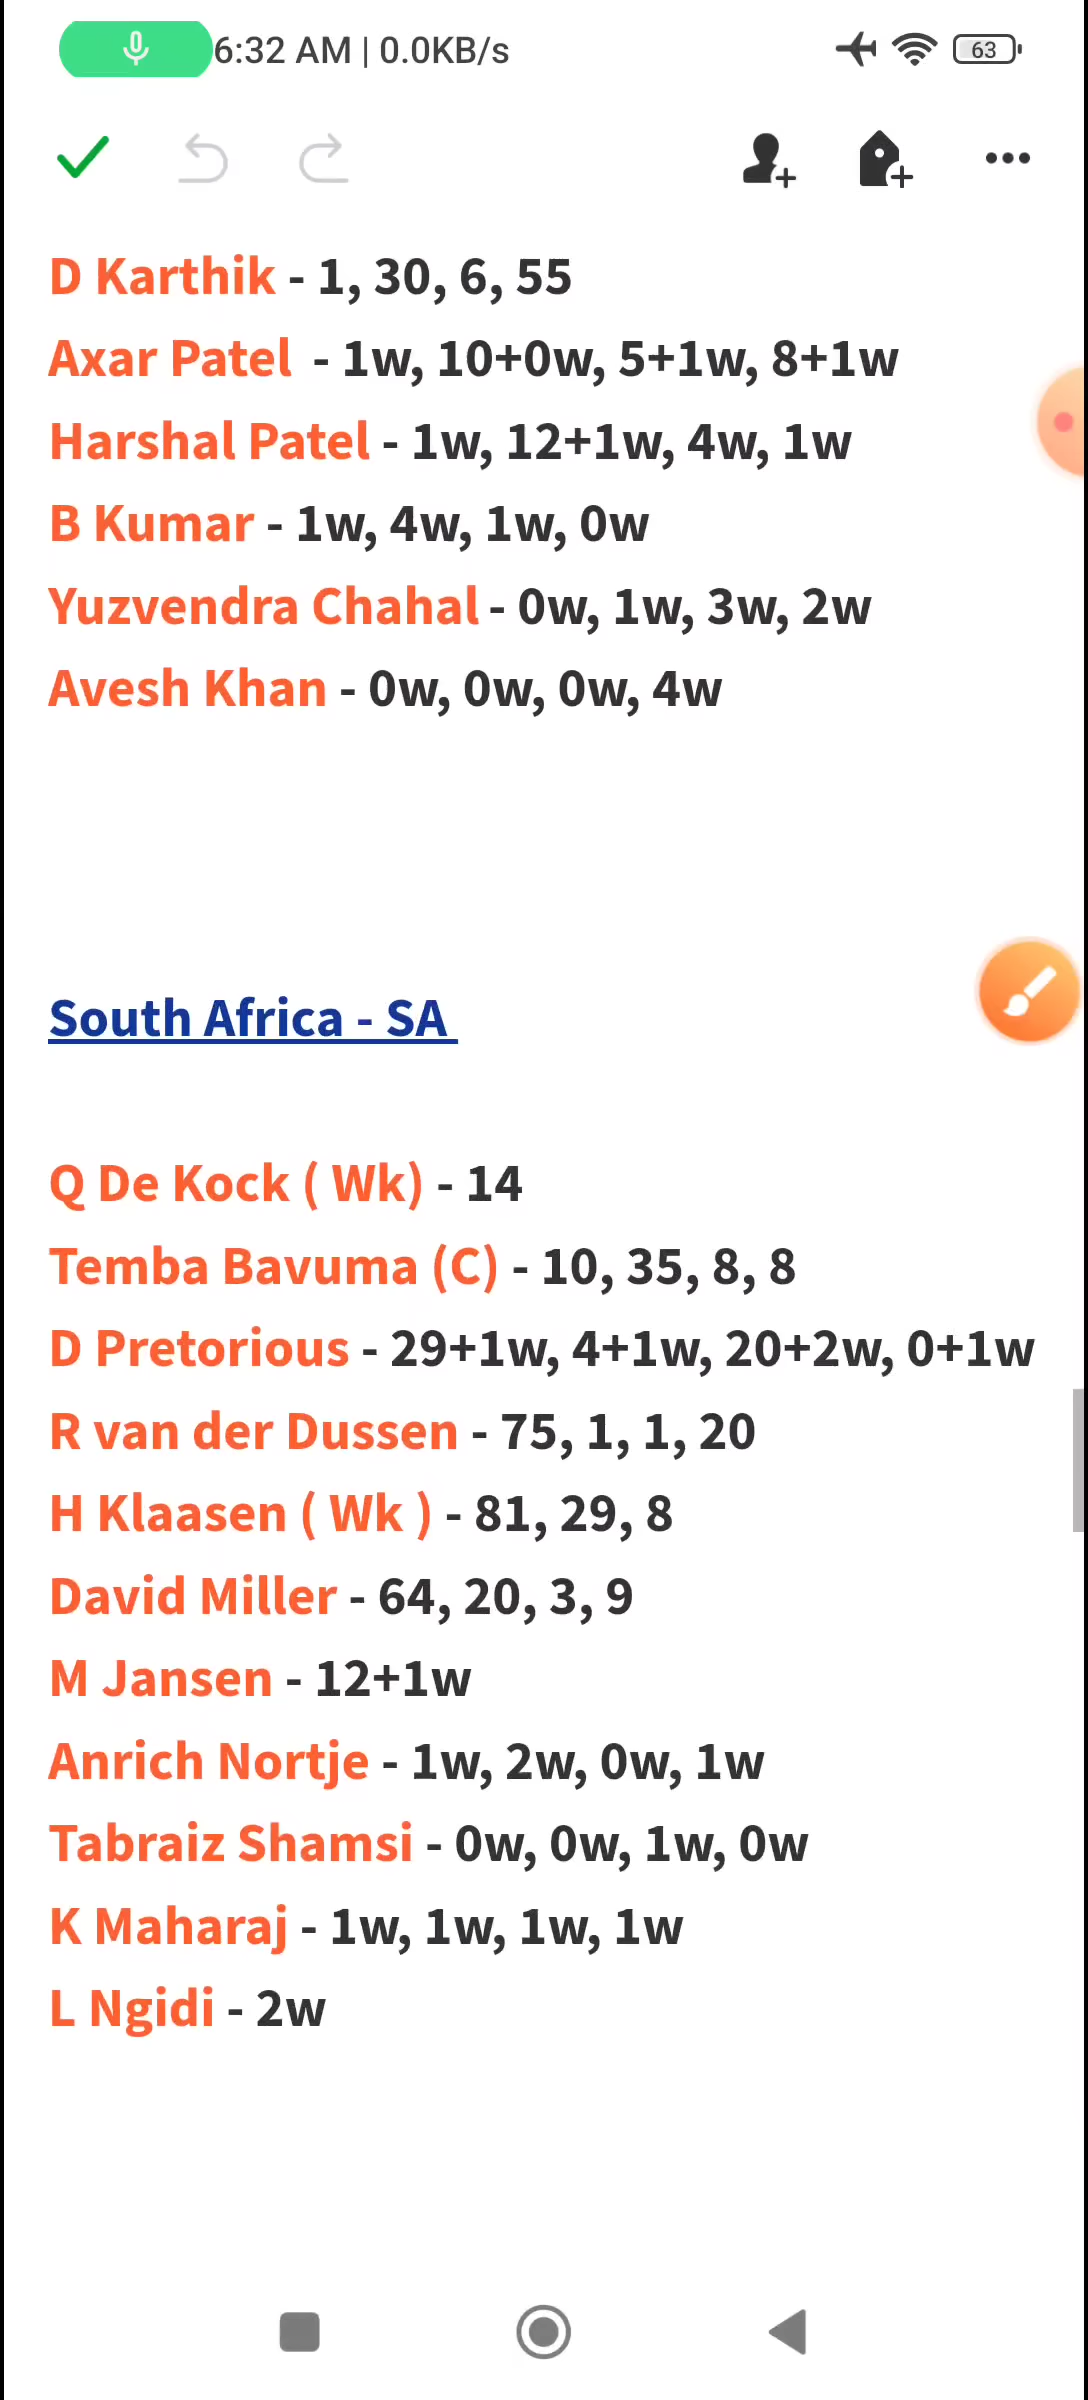 6:32 AM | 0.0KB/s 63
D Karthik - 1, 30, 6, 55
Axar Patel - 1w, 10+0w, 5+1w, 8+1w
Harshal Patel - 1w, 12+1w, 4w, 1w
B Kumar - 1w, 4w, 1w, 0w
Yuzvendra Chahal - 0w, 1w, 3w, 2w
Avesh Khan - 0w, 0w, 0w, 4w
South Africa - SA
Q De Kock ( Wk) - 14
Temba Bavuma (C) - 10, 35, 8, 8
D Pretorious - 29+1w, 4+1w, 20+2w, 0+1w
R van der Dussen - 75, 1, 1, 20
H Klaasen ( Wk ) - 81, 29, 8
David Miller - 64, 20, 3, 9
M Jansen - 12+1w
Anrich Nortje - 1w, 2w, 0w, 1w
Tabraiz Shamsi - 0w, 0w, 1w, 0w
K Maharaj - 1w, 1w, 1w, 1w
L Ngidi - 2w